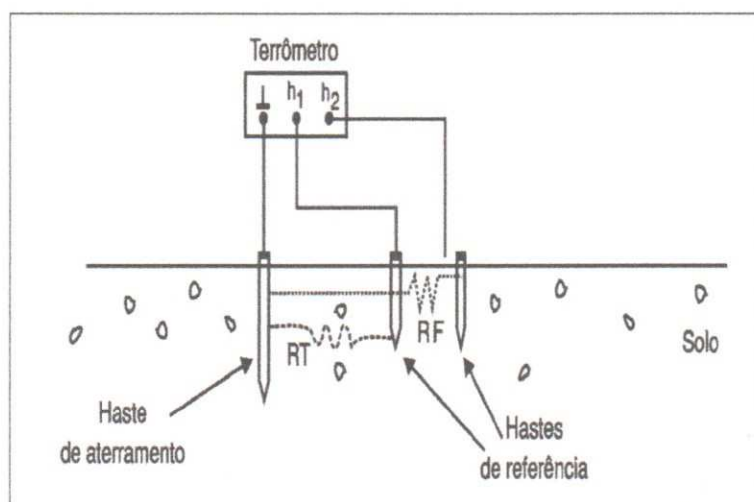 Terrômetro
h1 h2
RT
RF
Solo
Haste
de aterramento
Hastes
de referência